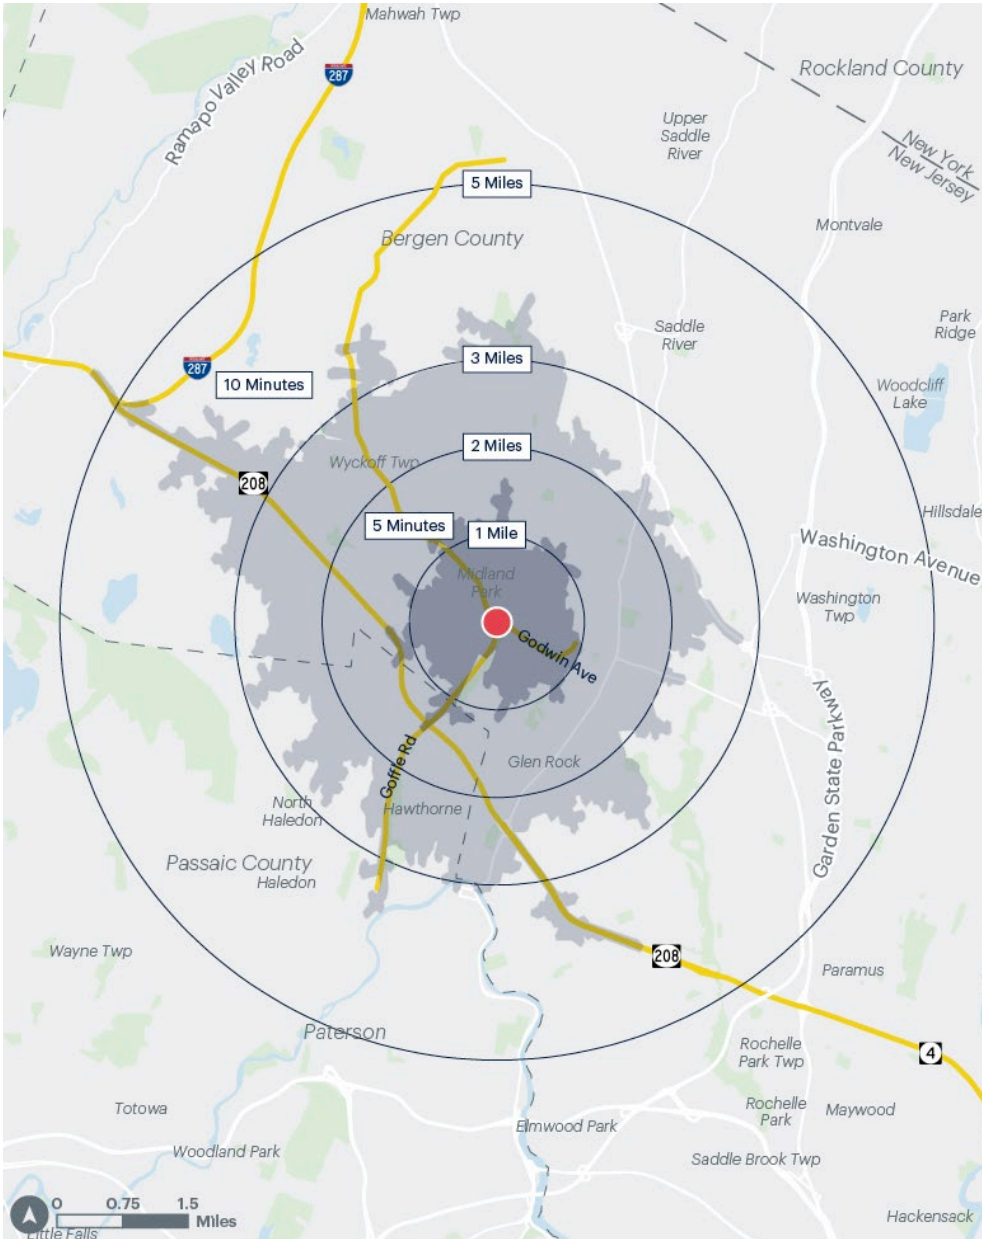 Mahwah Twp
Rockland County
Ramapo Valley Road
INTERSTATE
287
Upper
Saddle
River
New York
New Jersey
5 Miles
Montvale
Bergen County
Park
Ridge
Saddle
River
3 Miles
INTERSTATE
287
10 Minutes
Woodcliff
Lake
2 Miles
Wyckoff Twp
208
Hillsdale
5 Minutes
1 Mile
Washington Avenue
Midland
Park
Washington
Twp
Godwin Ave
Garden State Parkway
Goffle Rd
Glen Rock
North
Haledon
Hawthorne
Passaic County
Haledon
Wayne Twp
208
Paramus
Paterson
Rochelle
Park Twp
4
Totowa
Rochelle
Park
Maywood
Elmwood Park
Woodland Park
Saddle Brook Twp
0 0.75 1.5
Miles
Hackensack
Little Falls